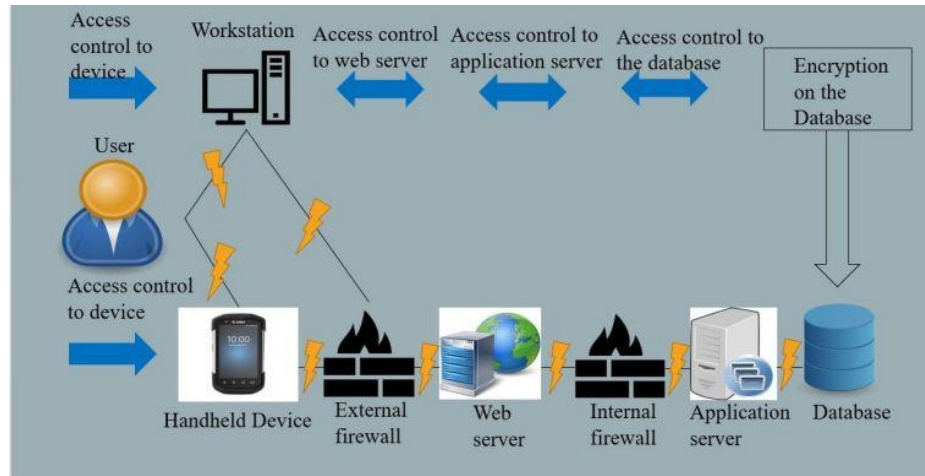 Access
control to
device
Workstation
Access control
to web server
Access control to
application server
Access control to
the database
Encryption
on the
Database
User
Access control
to device
10:00
Handheld Device
External
firewall
Web
server
Internal
firewall
Application
server
Database